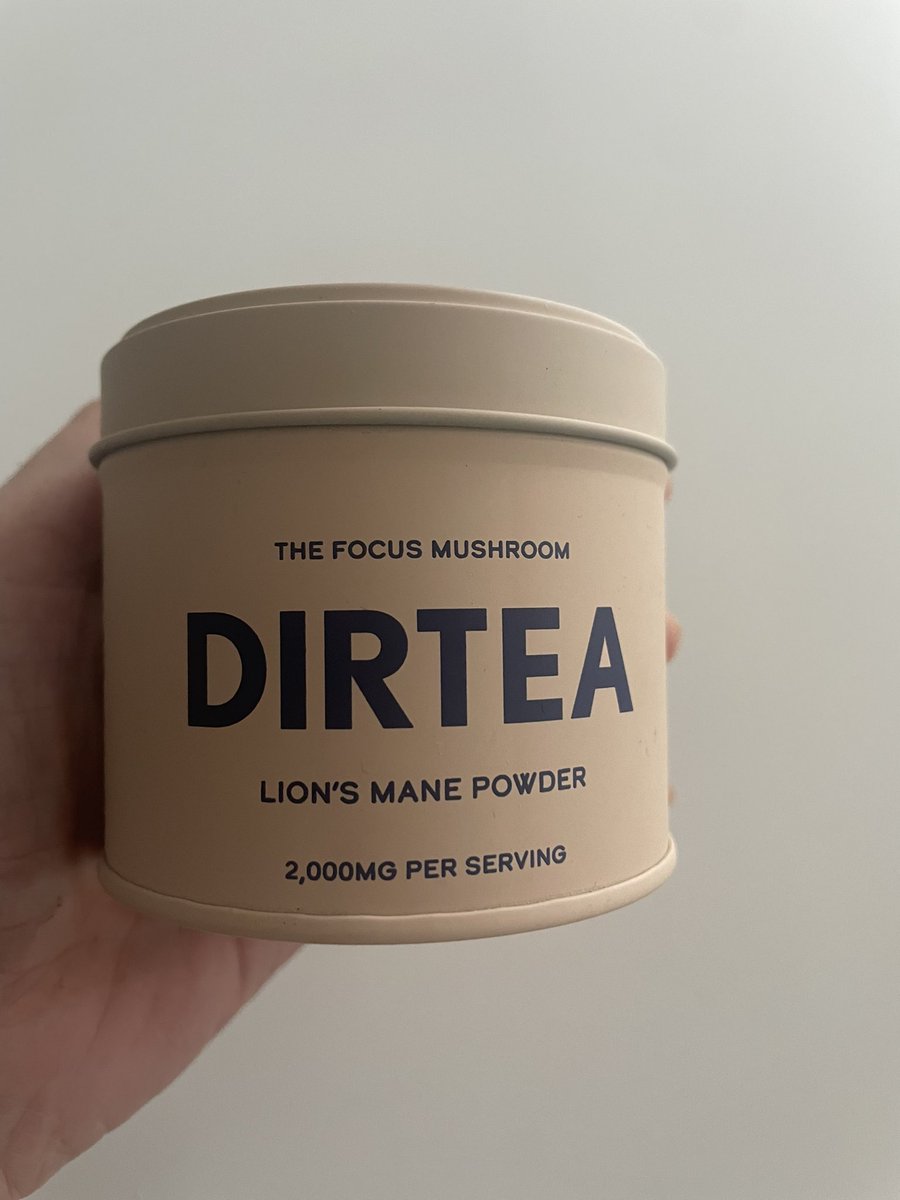 THE FOCUS MUSHROOM
DIRTEA
LION'S MANE POWDER
2,000MG PER SERVING